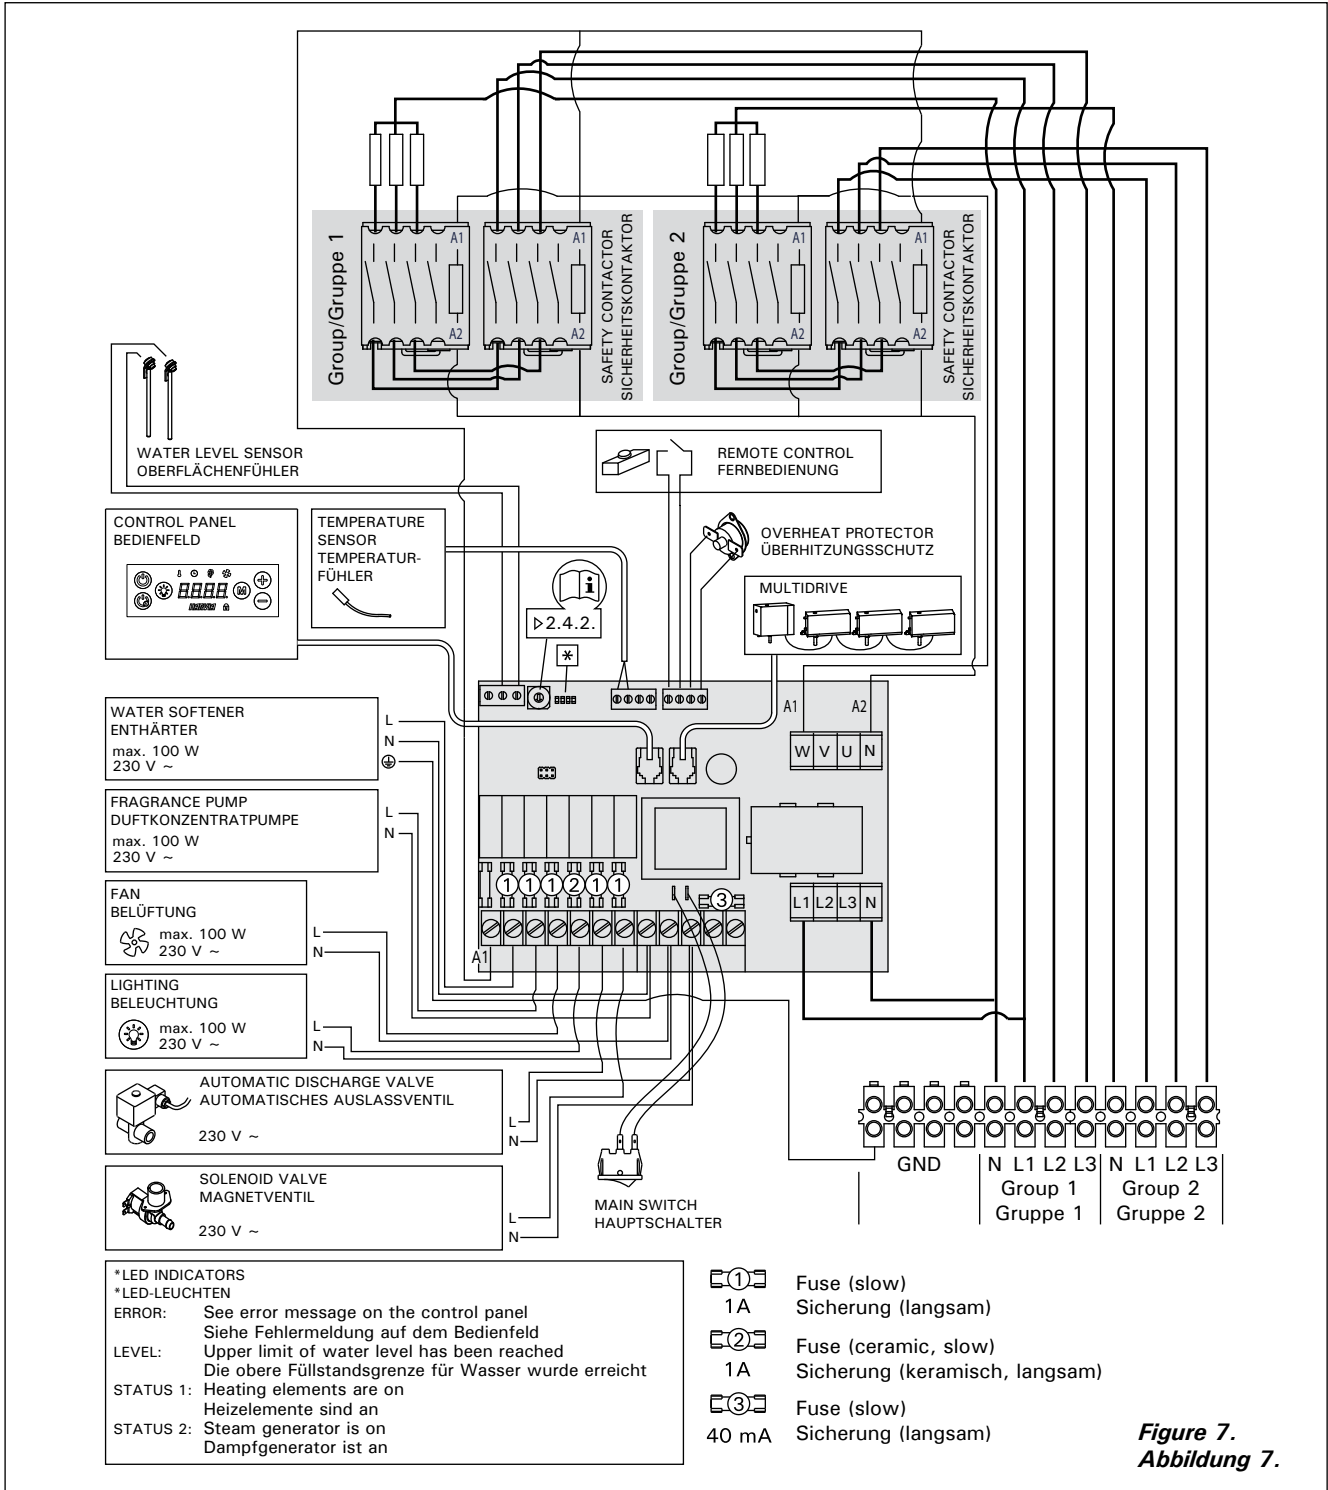 Group/Gruppe 1
A1
A2
A1
A2
SAFETY CONTACTOR
SICHERHEITSKONTAKTOR
Group/Gruppe 2
A1
A2
A1
A2
SAFETY CONTACTOR
SICHERHEITSKONTAKTOR
WATER LEVEL SENSOR
OBERFLÄCHENFÜHLER
REMOTE CONTROL
FERNBEDIENUNG
CONTROL PANEL
BEDIENFELD
M
HARVIA
TEMPERATURE
SENSOR
TEMPERATUR-
FÜHLER
OVERHEAT PROTECTOR
ÜBERHITZUNGSSCHUTZ
MULTIDRIVE
i
▷2.4.2.
*
A1 A2
W V U N
WATER SOFTENER
ENTHÄRTER
max. 100 W
230 V ~
L
N
FRAGRANCE PUMP
DUFTKONZENTRATPUMPE
max. 100 W
230 V ~
L
N
1 1 1 2 1 1 3
L1 L2 L3 N
A1
FAN
BELÜFTUNG
max. 100 W
230 V ~
L
N
LIGHTING
BELEUCHTUNG
max. 100 W
230 V ~
L
N
AUTOMATIC DISCHARGE VALVE
AUTOMATISCHES AUSLASSVENTIL
230 V ~
L
N
SOLENOID VALVE
MAGNETVENTIL
230 V ~
L
N
MAIN SWITCH
HAUPTSCHALTER
GND
N L1 L2 L3
Group 1
Gruppe 1
N L1 L2 L3
Group 2
Gruppe 2
*LED INDICATORS
*LED-LEUCHTEN
ERROR: See error message on the control panel
Siehe Fehlermeldung auf dem Bedienfeld
LEVEL: Upper limit of water level has been reached
Die obere Füllstandsgrenze für Wasser wurde erreicht
STATUS 1: Heating elements are on
Heizelemente sind an
STATUS 2: Steam generator is on
Dampfgenerator ist an
1 Fuse (slow)
1A Sicherung (langsam)
2 Fuse (ceramic, slow)
1A Sicherung (keramisch, langsam)
3 Fuse (slow)
40 mA Sicherung (langsam)
Figure 7.
Abbildung 7.